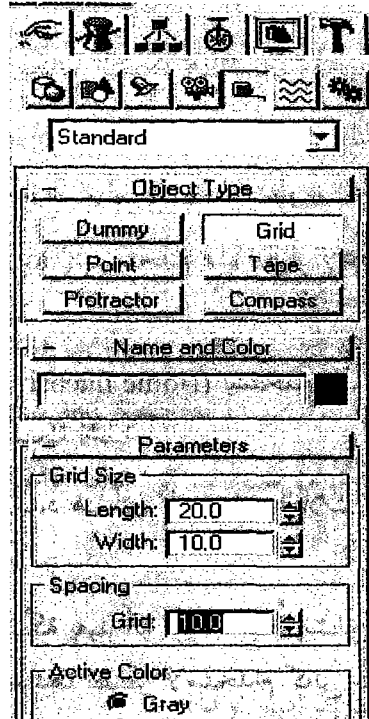 Standard
- Object Type
Dummy Grid
Point Tape
Protractor Compass
- Name and Color
- Parameters
Grid Size
Length: 20.0
Width: 10.0
Spacing
Grid: 10.0
Active Color
Gray